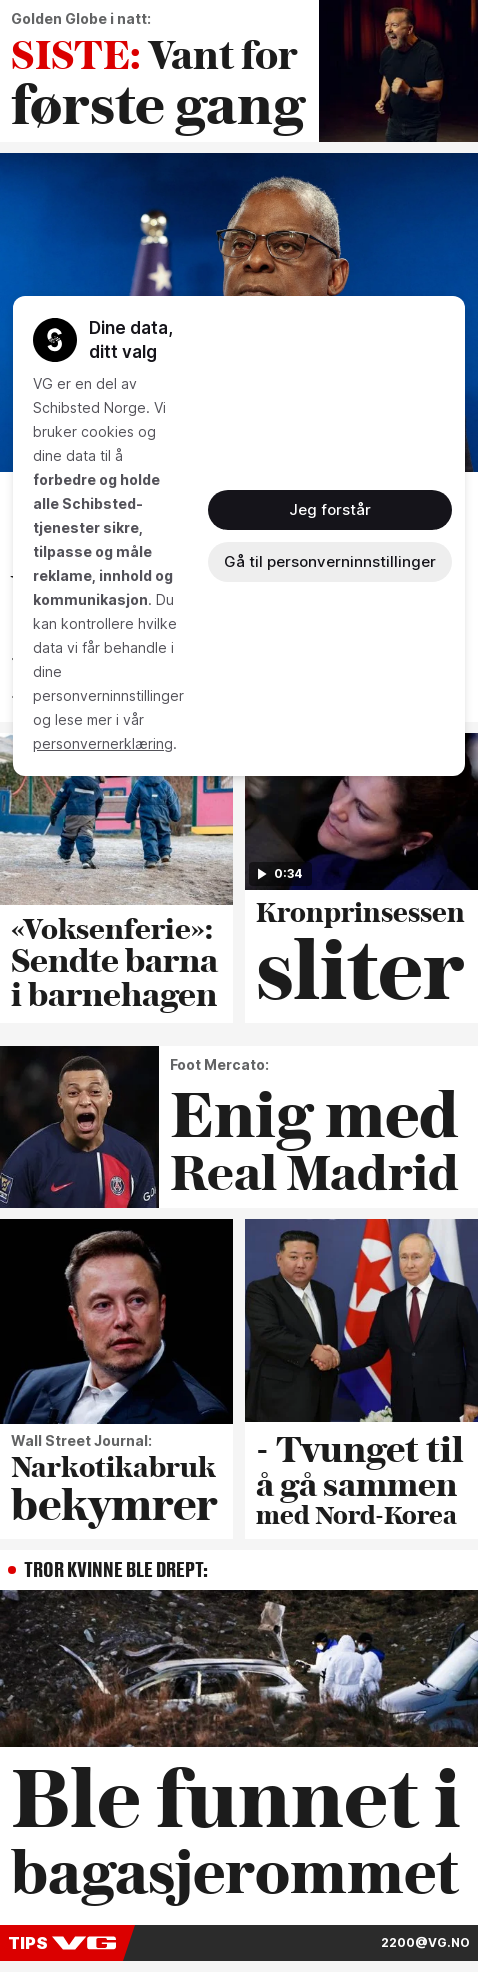 Golden Globe i natt:
SISTE: Vant for
første gang
Dine data,
ditt valg
VG er en del av
Schibsted Norge. Vi
bruker cookies og
dine data til å
forbedre og holde
alle Schibsted-
tjenester sikre,
tilpasse og måle
reklame, innhold og
kommunikasjon. Du
kan kontrollere hvilke
data vi får behandle i
dine
personverninnstillinger
og lese mer i vår
personvernerklæring.
Jeg forstår
Gå til personverninnstillinger
«Voksenferie»:
Sendte barna
i barnehagen
0:34
Kronprinsessen
sliter
Foot Mercato:
Enig med
Real Madrid
Wall Street Journal:
Narkotikabruk
bekymrer
- Tvunget til
å gå sammen
med Nord-Korea
TROR KVINNE BLE DREPT:
Ble funnet i
bagasjerommet
TIPS VG
2200@VG.NO